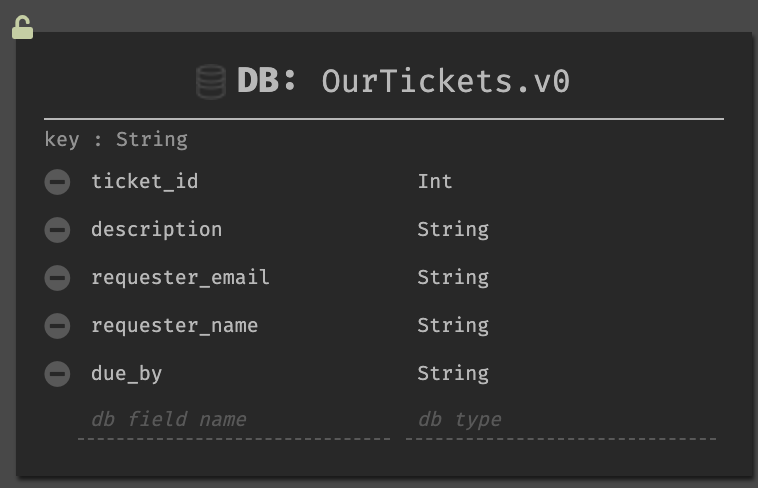 DB: OurTickets.v0
key : String
ticket_id Int
description String
requester_email String
requester_name String
due_by String
db field name db type